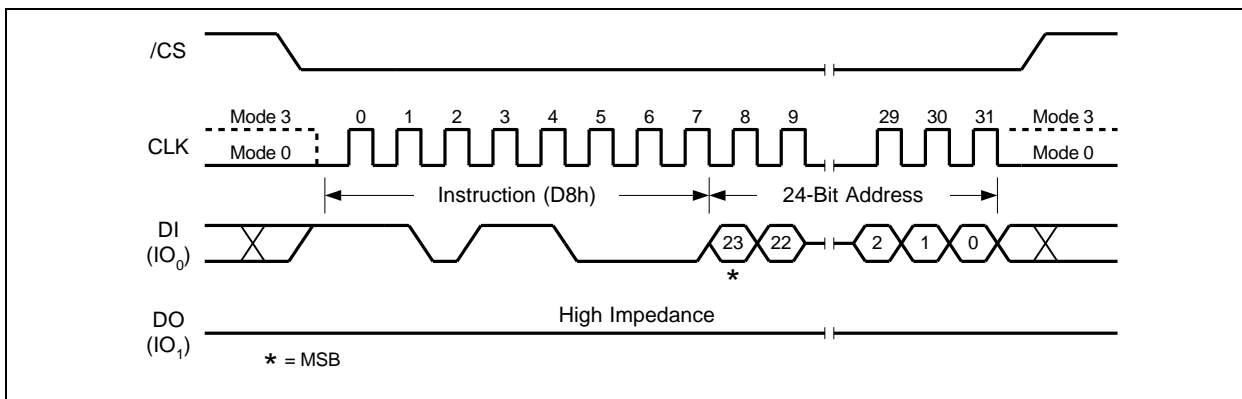 /CS
Mode 3 0 1 2 3 4 5 6 7 8 9 29 30 31 Mode 3
CLK
Mode 0 Mode 0
Instruction (D8h) 24-Bit Address
DI
(IO0) 23 22 2 1 0
*
DO High Impedance
(IO1)
* = MSB